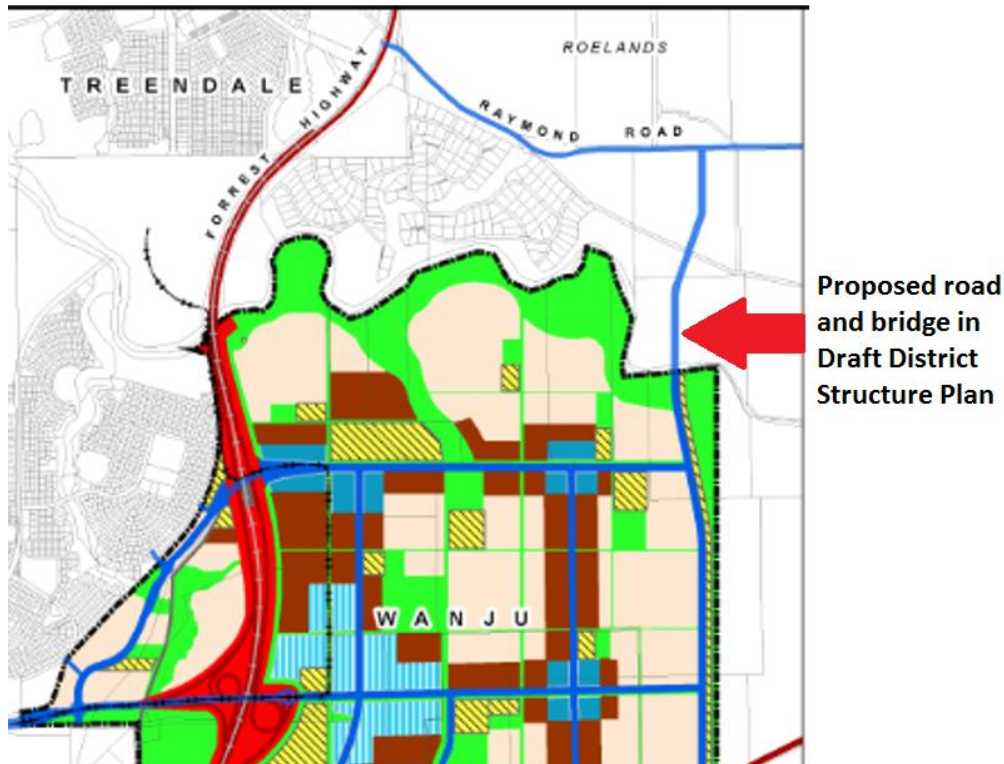 ROELANDS
TREENDALE
FORREST HIGHWAY
RAYMOND ROAD
Proposed road
and bridge in
Draft District
Structure Plan
WANJU